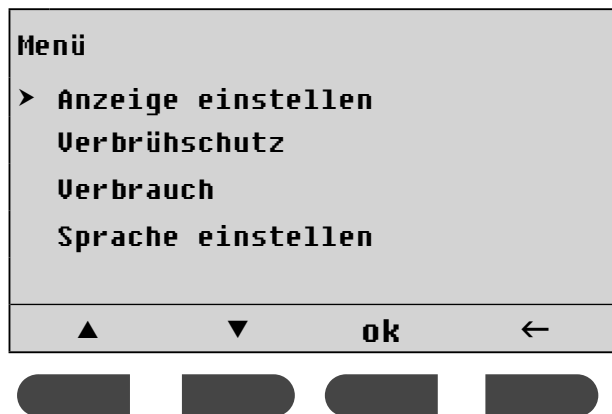 Menü
➤ Anzeige einstellen
Verbrühschutz
Verbrauch
Sprache einstellen
▲ ▼ ok ←